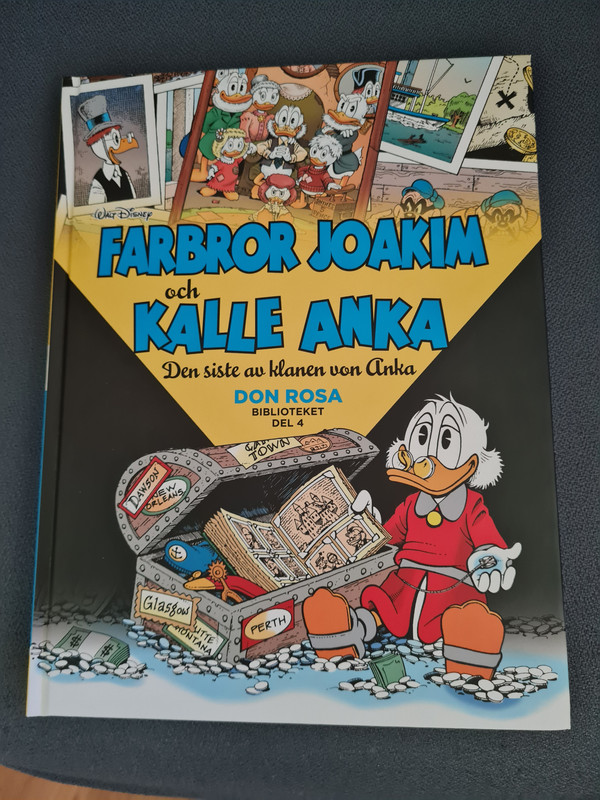 Walt Disney
FARBROR JOAKIM
och
KALLE ANKA
Den siste av klanen von Anka
DON ROSA
BIBLIOTEKET
DEL 4
TOWN
DAWSON
NEW
ORLEANS
Glasgow
PERTH
MONTANA
$
$